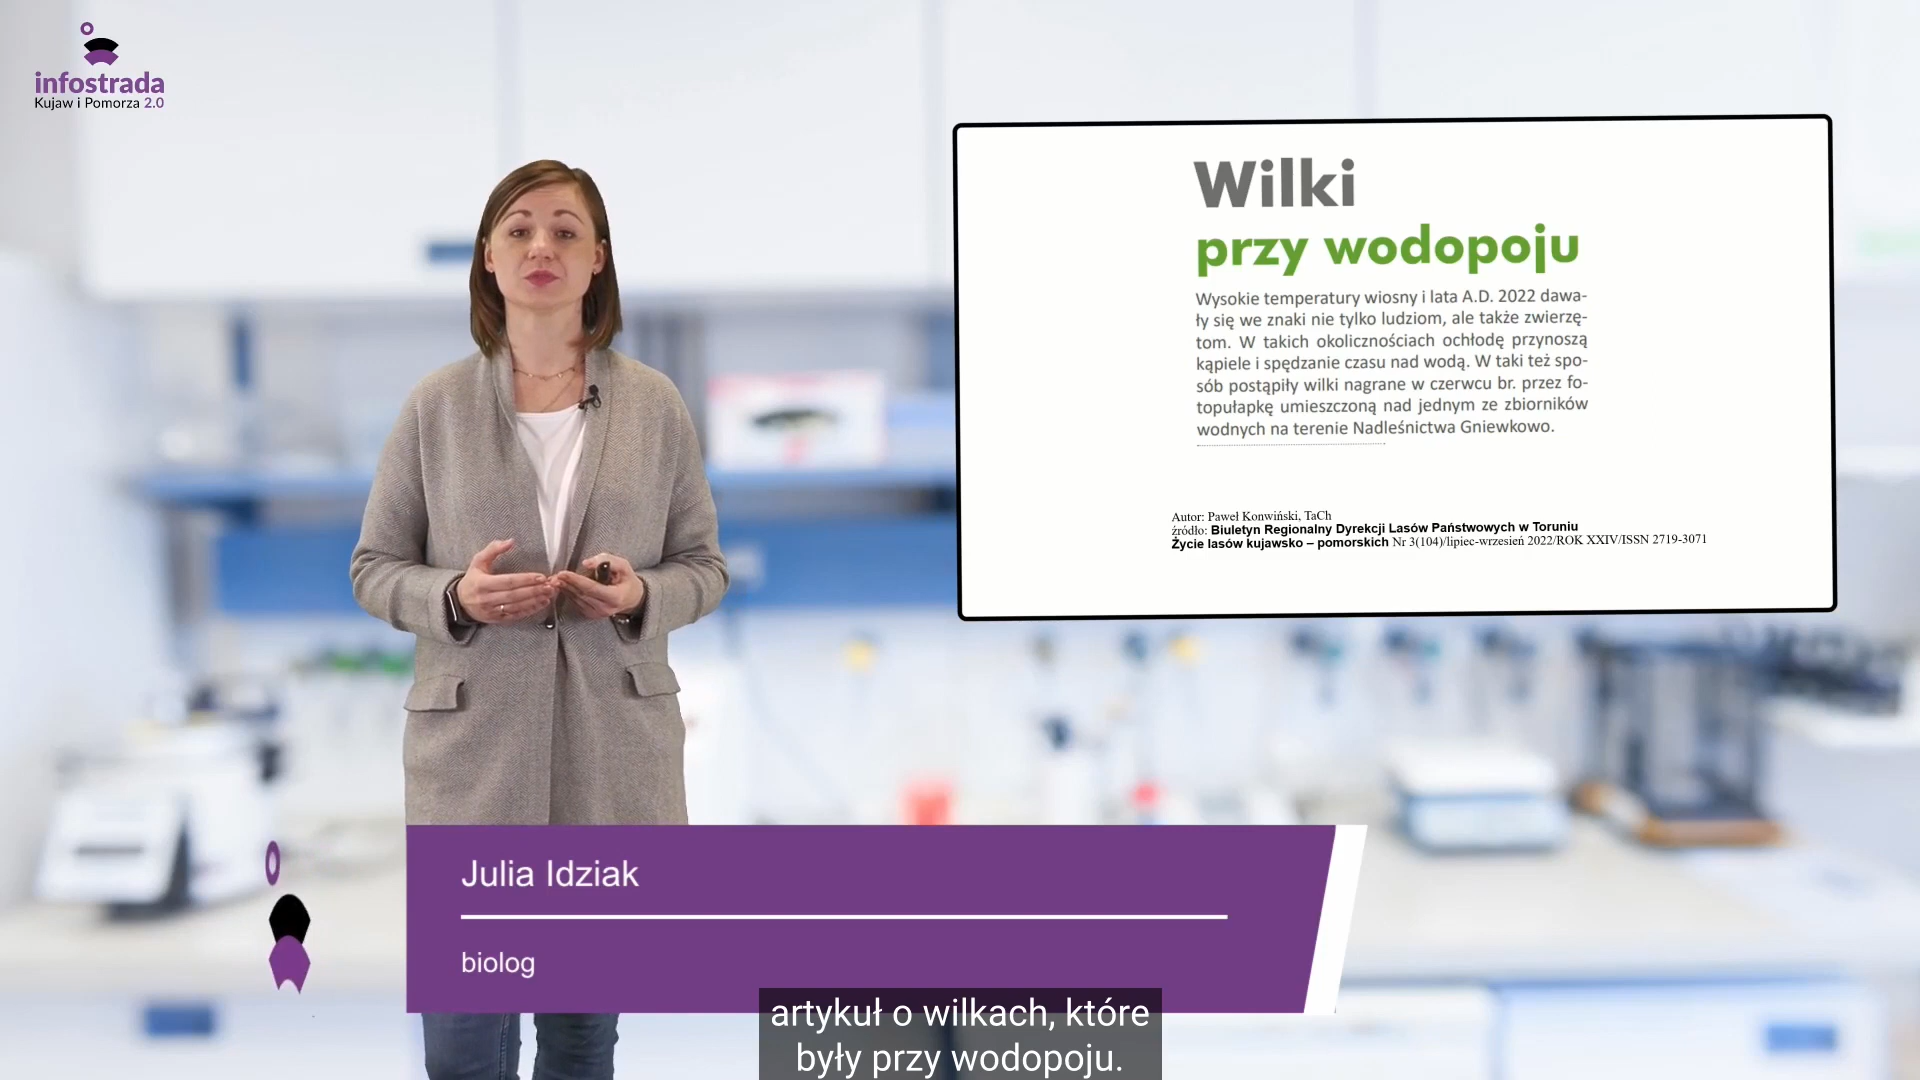 infostrada
Kujaw i Pomorza 2.0
Wilki
przy wodopoju
Wysokie temperatury wiosny i lata A.D. 2022 dawa-
ły się we znaki nie tylko ludziom, ale także zwierzę-
tom. W takich okolicznościach ochłodę przynoszą
kąpiele i spędzanie czasu nad wodą. W taki też spo-
sób postąpiły wilki nagrane w czerwcu br. przez fo-
topułapkę umieszczoną nad jednym ze zbiorników
wodnych na terenie Nadleśnictwa Gniewkowo.
Autor: Paweł Konwiński, TaCh
źródło: Biuletyn Regionalny Dyrekcji Lasów Państwowych w Toruniu
Życie lasów kujawsko – pomorskich Nr 3(104)/lipiec-wrzesień 2022/ROK XXIV/ISSN 2719-3071
Julia Idziak
biolog
artykuł o wilkach, które
były przy wodopoju.